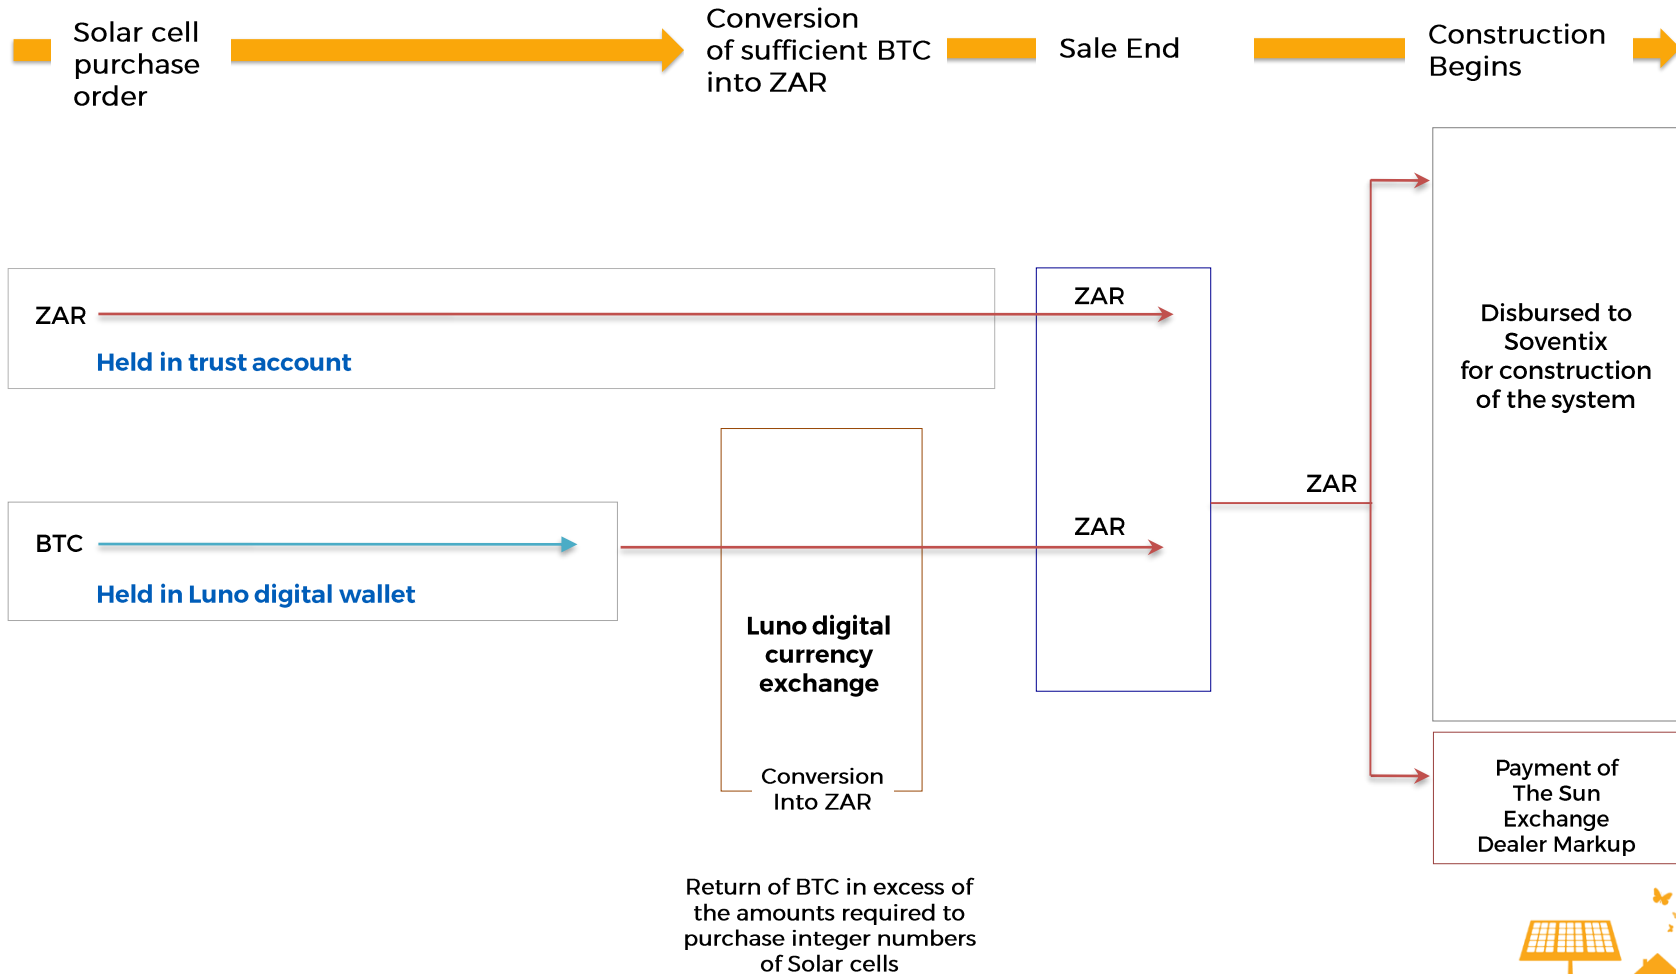 Solar cell
purchase
order
Conversion
of sufficient BTC
into ZAR
Sale End
Construction
Begins
ZAR
Held in trust account
ZAR
BTC
Held in Luno digital wallet
ZAR
Luno digital
currency
exchange
Conversion
Into ZAR
Return of BTC in excess of
the amounts required to
purchase integer numbers
of Solar cells
ZAR
Disbursed to
Soventix
for construction
of the system
Payment of
The Sun
Exchange
Dealer Markup